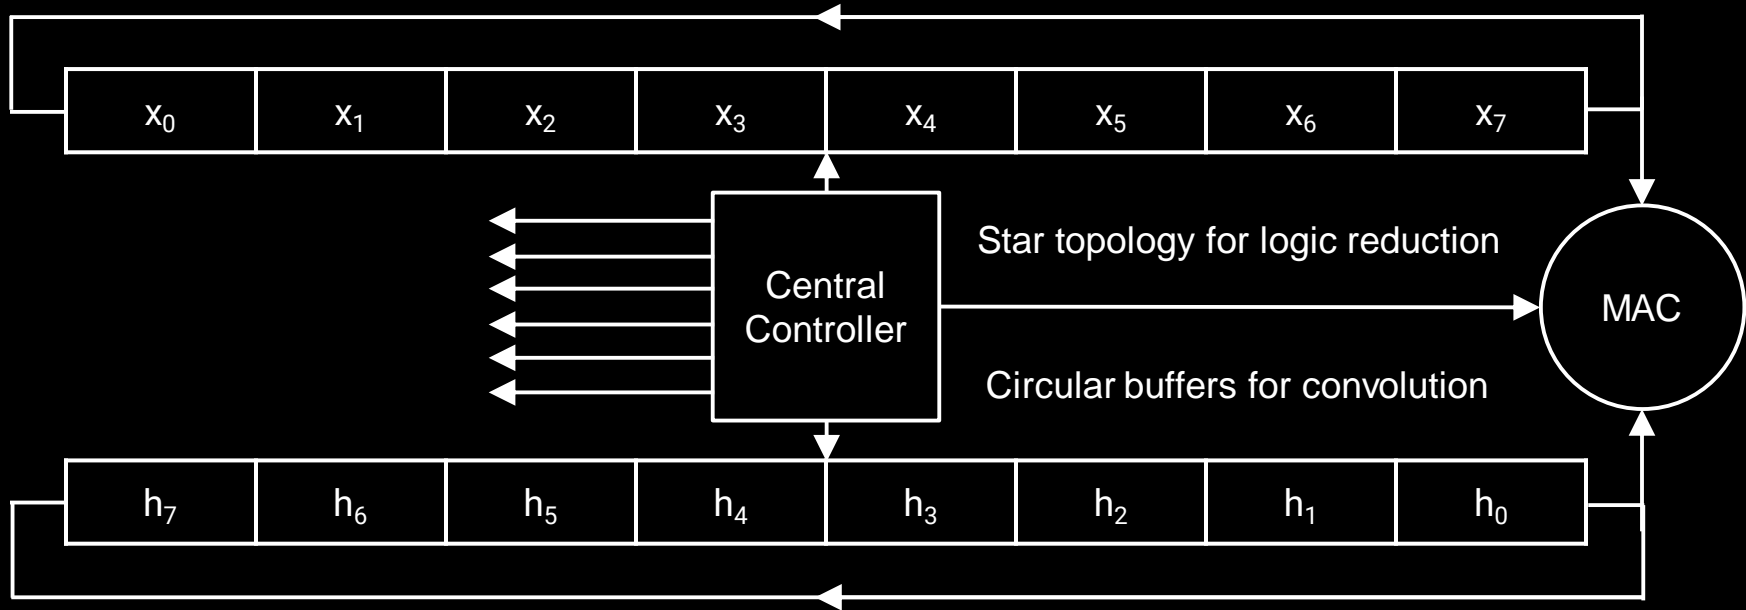 x₀ x₁ x₂ x₃ x₄ x₅ x₆ x₇
Star topology for logic reduction
Central
Controller
MAC
Circular buffers for convolution
h₇ h₆ h₅ h₄ h₃ h₂ h₁ h₀